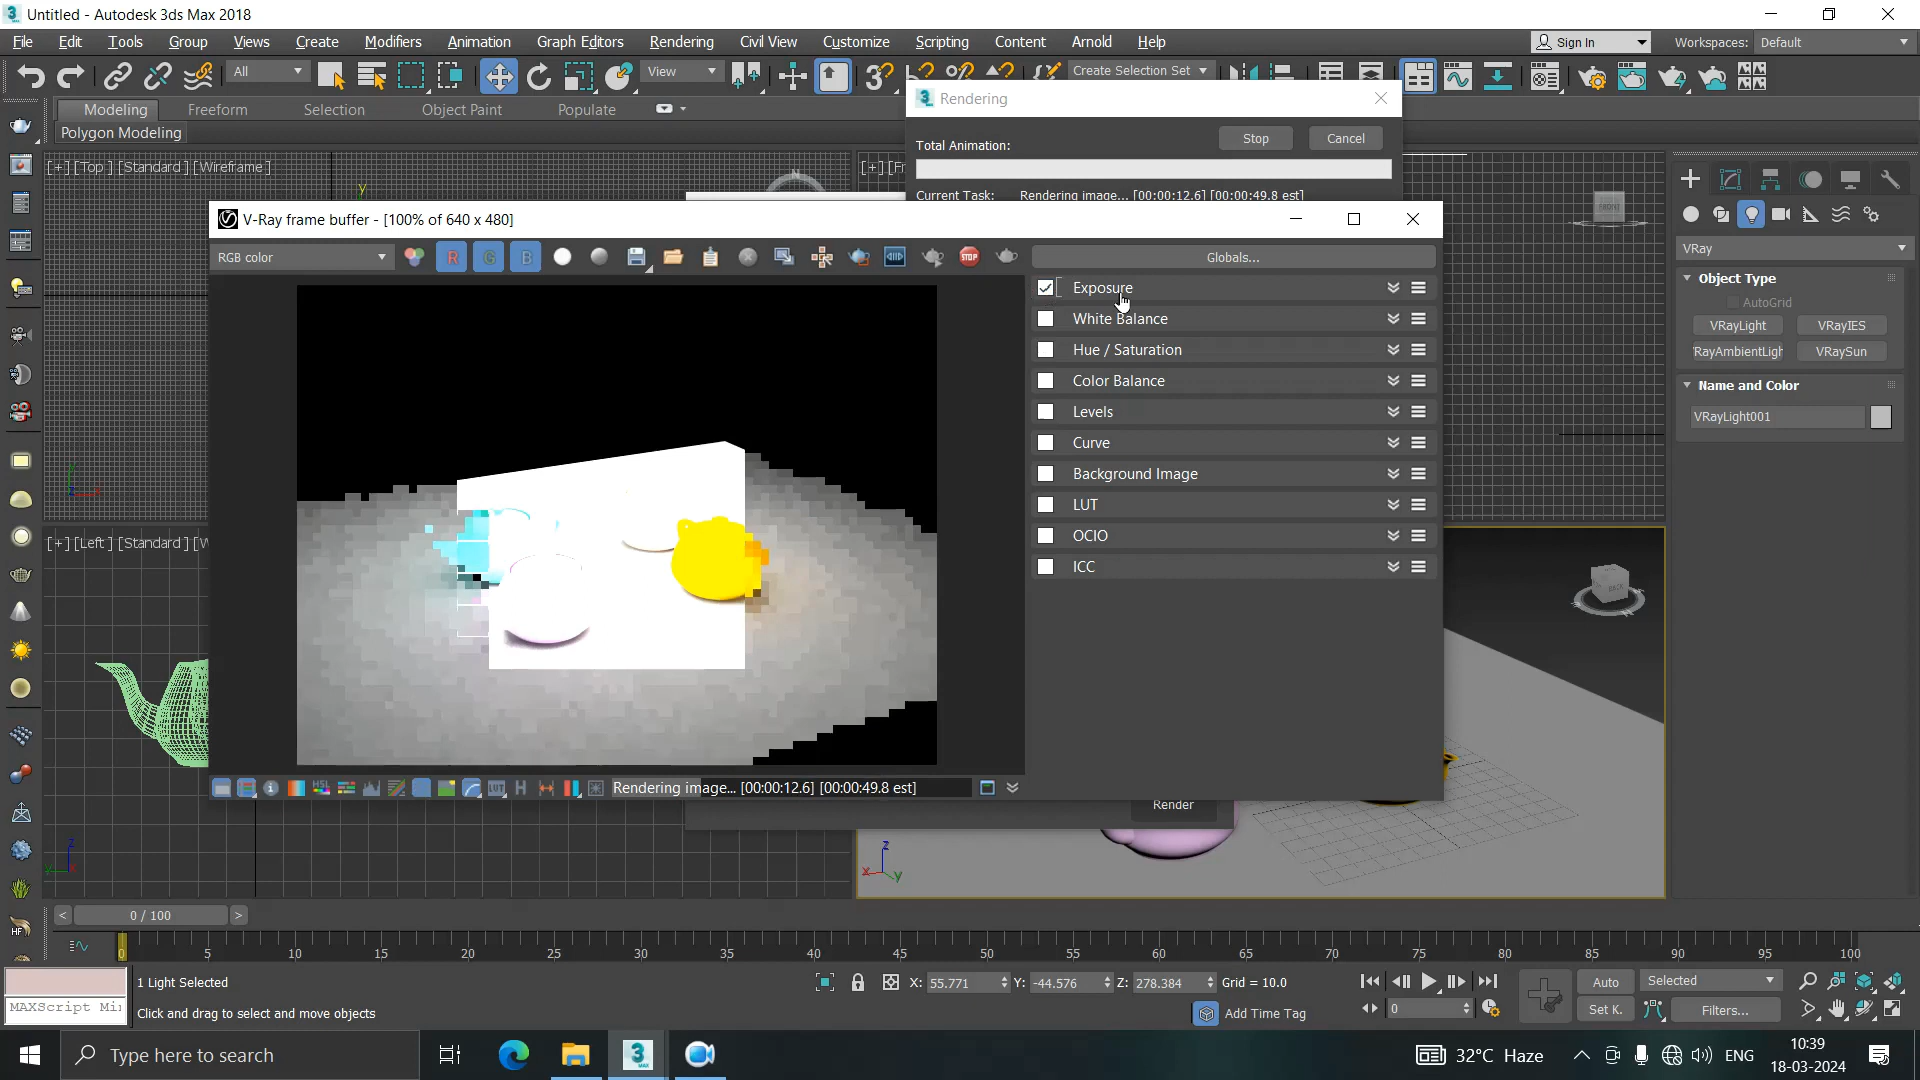 Untitled - Autodesk 3ds Max 2018
File Edit Tools Group Views Create Modifiers Animation Graph Editors Rendering Civil View Customize Scripting Content Arnold Help Sign In Workspaces: Default
All View Create Selection Set
Modeling Freeform Selection Object Paint Populate
Polygon Modeling
Rendering
Stop Cancel
Total Animation:
Current Task: Rendering image... [00:00:12.6] [00:00:49.8 est]
[+] [Top ] [Standard ] [Wireframe ]
[+] [Fr
V-Ray frame buffer - [100% of 640 x 480]
RGB color R G B STOP Globals...
Exposure
White Balance
Hue / Saturation
Color Balance
Levels
Curve
Background Image
LUT
OCIO
ICC
Rendering image... [00:00:12.6] [00:00:49.8 est]
Render
[+] [Left ] [Standard ] [W
VRay
Object Type
AutoGrid
VRayLight VRayIES
'RayAmbientLigh VRaySun
Name and Color
VRayLight001
0 / 100
0 5 10 15 20 25 30 35 40 45 50 55 60 65 70 75 80 85 90 95 100
1 Light Selected
X: 55.771 Y: -44.576 Z: 278.384 Grid = 10.0
Auto Selected
MAXScript Mi
Click and drag to select and move objects
Add Time Tag
0
Set K. Filters...
Type here to search
32°C Haze ENG 10:39
18-03-2024